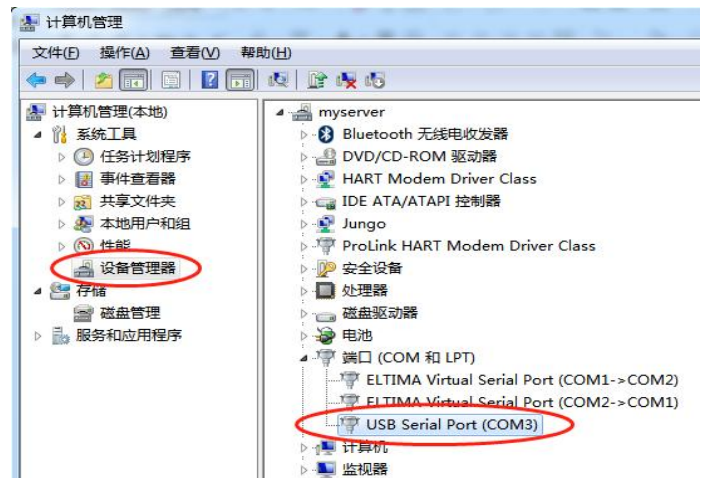 计算机管理
文件(F) 操作(A) 查看(V) 帮助(H)
计算机管理(本地)
系统工具
任务计划程序
事件查看器
共享文件夹
本地用户和组
性能
设备管理器
存储
磁盘管理
服务和应用程序
myserver
Bluetooth 无线电收发器
DVD/CD-ROM 驱动器
HART Modem Driver Class
IDE ATA/ATAPI 控制器
Jungo
ProLink HART Modem Driver Class
安全设备
处理器
磁盘驱动器
电池
端口 (COM 和 LPT)
ELTIMA Virtual Serial Port (COM1->COM2)
ELTIMA Virtual Serial Port (COM2->COM1)
USB Serial Port (COM3)
计算机
监视器